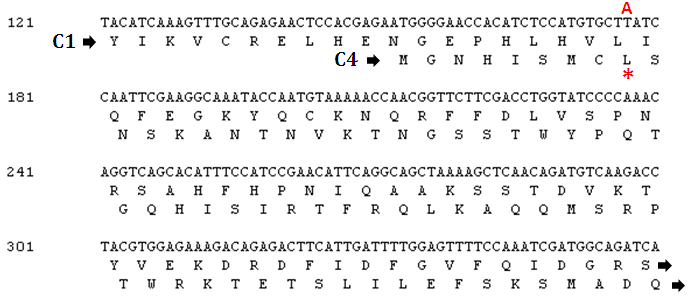 A
121 TACATCAAAGTTTGCAGAGAACTCCACGAGAATGGGGAACCACATCTCCATGTGCTTATC
C1 Y I K V C R E L H E N G E P H L H V L I
C4 M G N H I S M C L S
*
181 CAATTCGAAGGCAAATACCAATGTAAAAACCAACGGTTCTTCGACCTGGTATCCCCAAAC
Q F E G K Y Q C K N Q R F F D L V S P N
N S K A N T N V K T N G S S T W Y P Q T
241 AGGTCAGCACATTTCCATCCGAACATTCAGGCAGCTAAAAGCTCAACAGATGTCAAGACC
R S A H F H P N I Q A A K S S T D V K T
G Q H I S I R T F R Q L K A Q Q M S R P
301 TACGTGGAGAAAGACAGAGACTTCATTGATTTTGGAGTTTTCCAAATCGATGGCAGATCA
Y V E K D R D F I D F G V F Q I D G R S
T W R K T E T S L I L E F S K S M A D Q